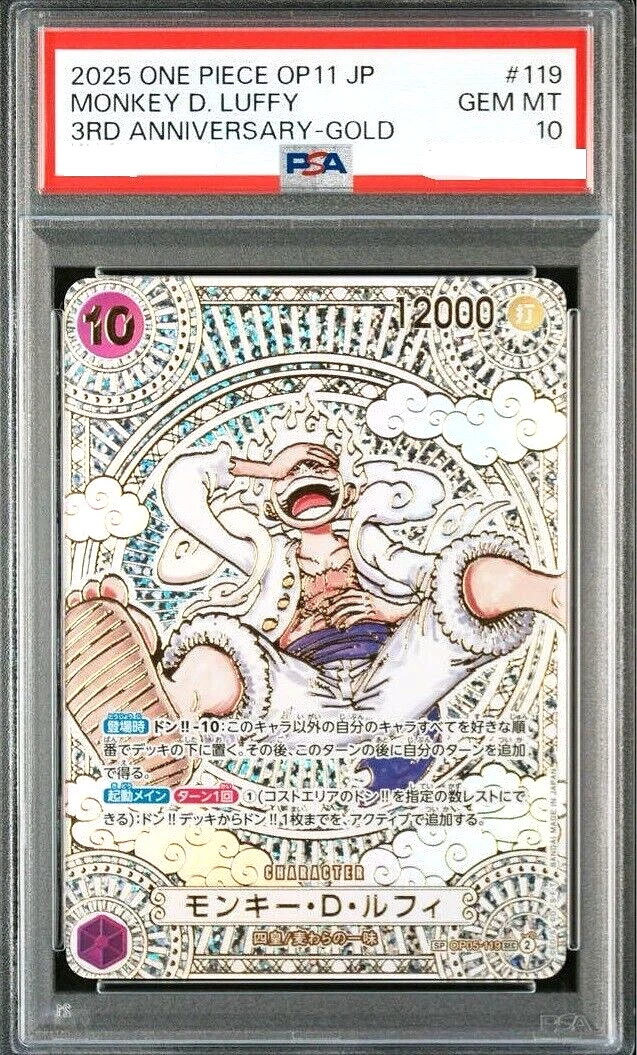 2025 ONE PIECE OP11 JP #119
MONKEY D. LUFFY GEM MT
3RD ANNIVERSARY-GOLD 10
PSA
10
12000 打
登場時 ドン!!-10:このキャラ以外の自分のキャラすべてを好きな順
番でデッキの下に置く。その後、このターンの後に自分のターンを追加
で得る。
起動メイン ターン1回 ①(コストエリアのドン!!を指定の数レストにで
きる):ドン!!デッキからドン!!1枚までを、アクティブで追加する。
CHARACTER
モンキー・D・ルフィ
四皇/麦わらの一味
SP OP05-119 SEC 2
BANDAI MADE IN JAPAN
PSA